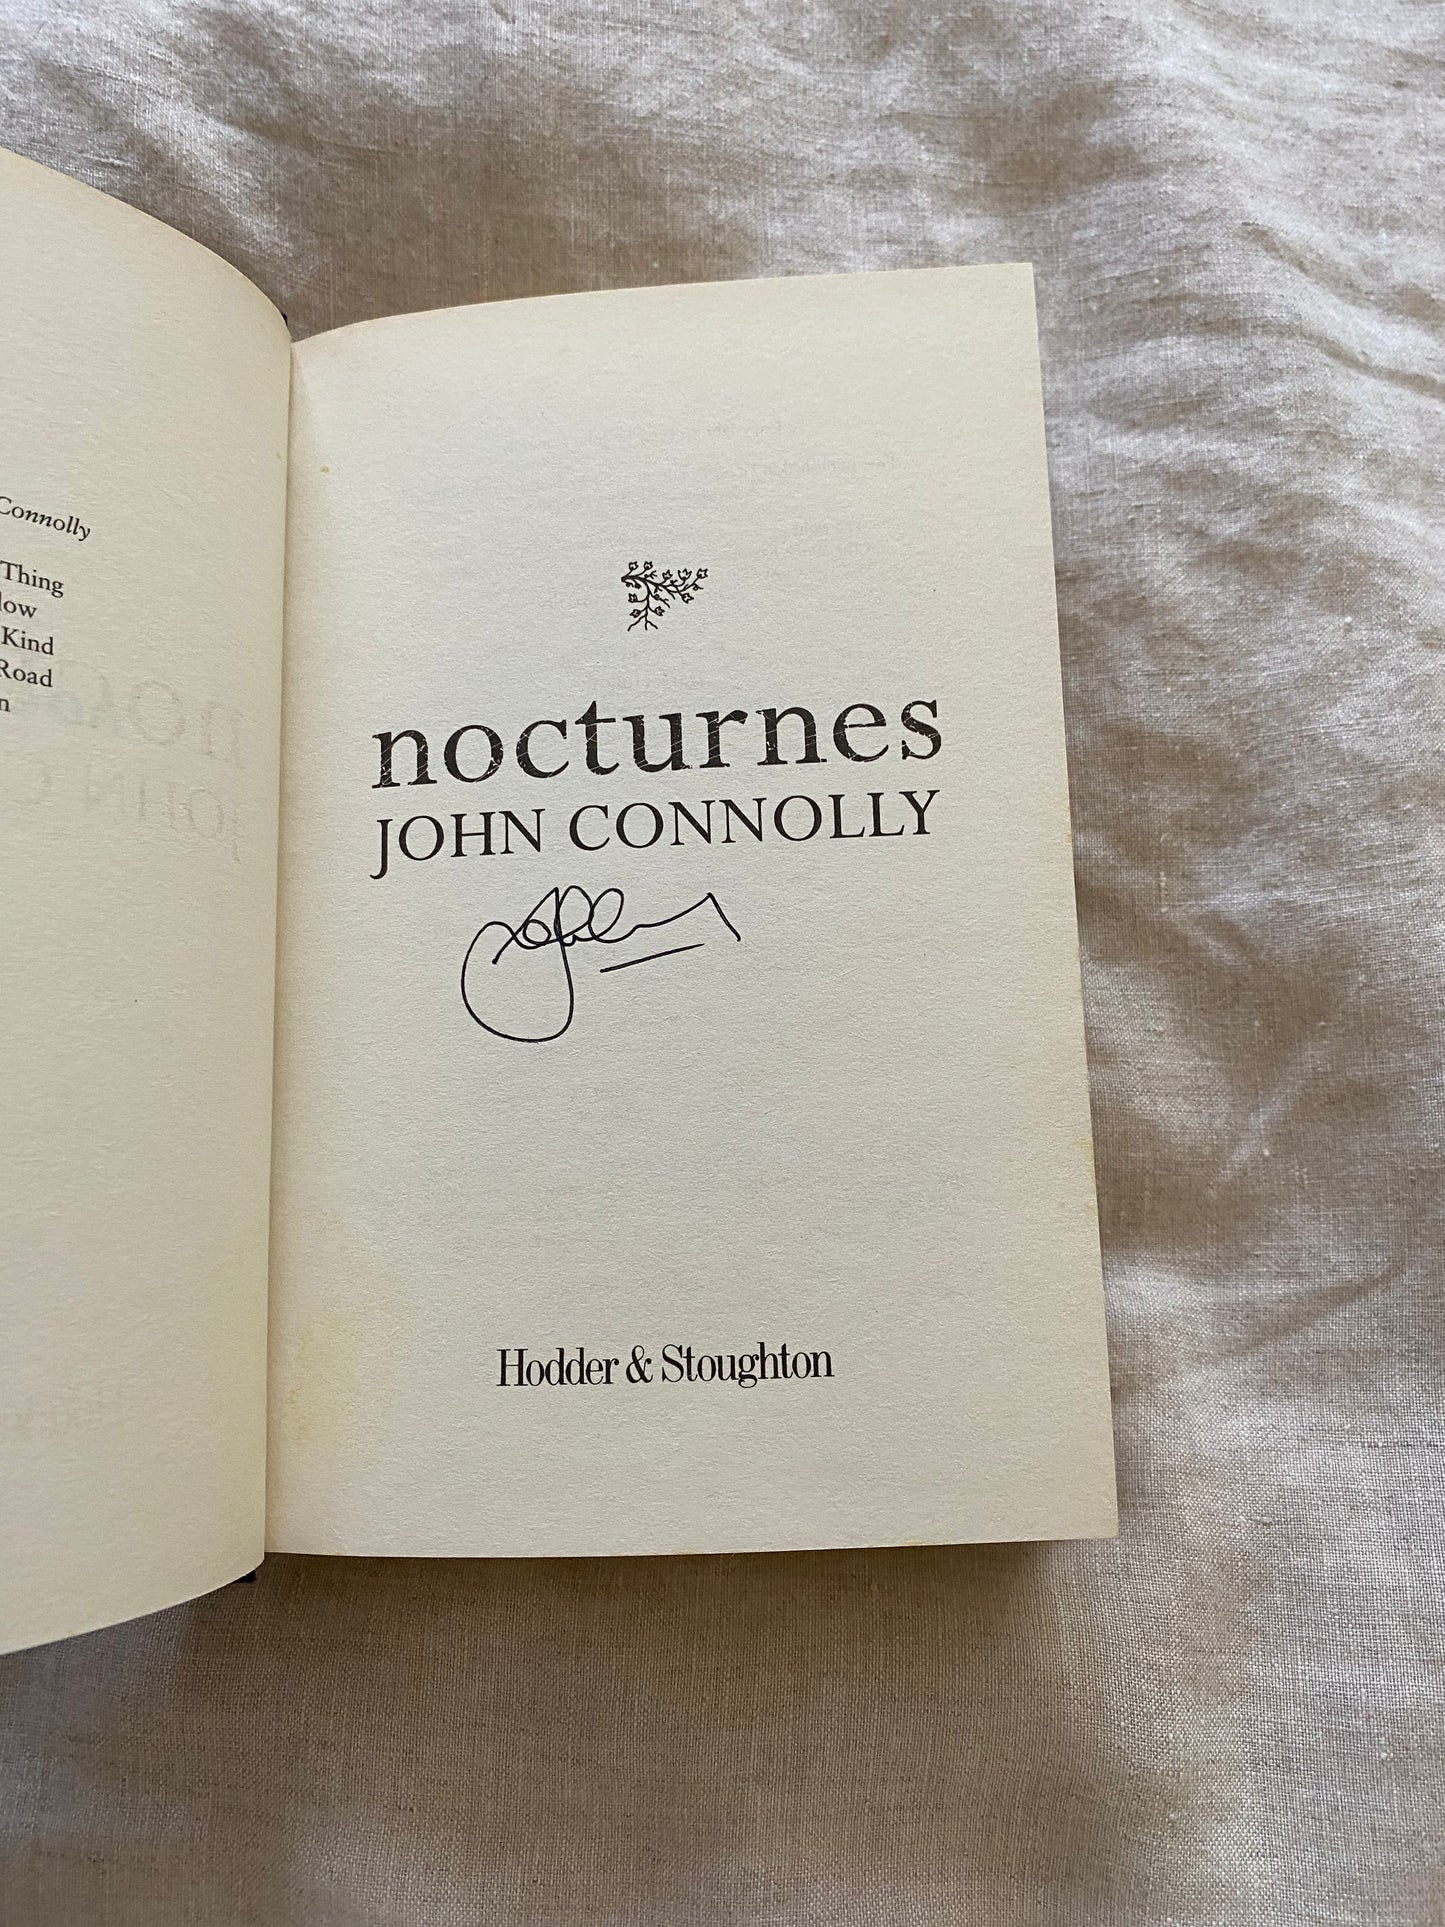 Connolly
Thing
low
Kind
Road
n
nocturnes
JOHN CONNOLLY
Hodder & Stoughton